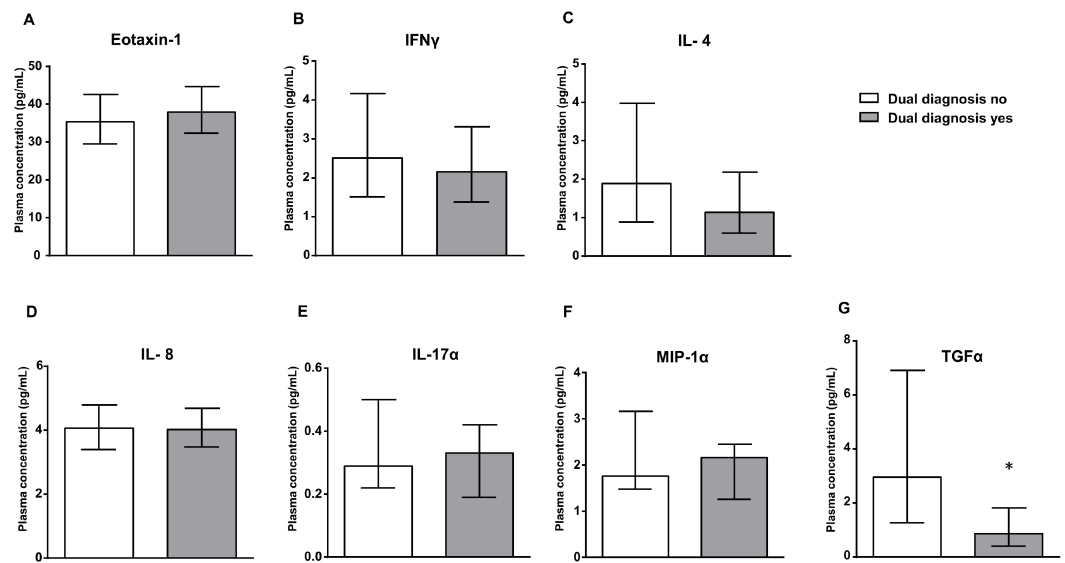 A
Eotaxin-1
Plasma concentration (pg/mL)
50
40
30
20
10
0
B
IFNγ
Plasma concentration (pg/mL)
5
4
3
2
1
0
C
IL- 4
Plasma concentration (pg/mL)
5
4
3
2
1
0
Dual diagnosis no
Dual diagnosis yes
D
IL- 8
Plasma concentration (pg/mL)
6
4
2
0
E
IL-17α
Plasma concentration (pg/mL)
0.6
0.4
0.2
0.0
F
MIP-1α
Plasma concentration (pg/mL)
4
3
2
1
0
G
TGFα
Plasma concentration (pg/mL)
8
6
4
2
0
*